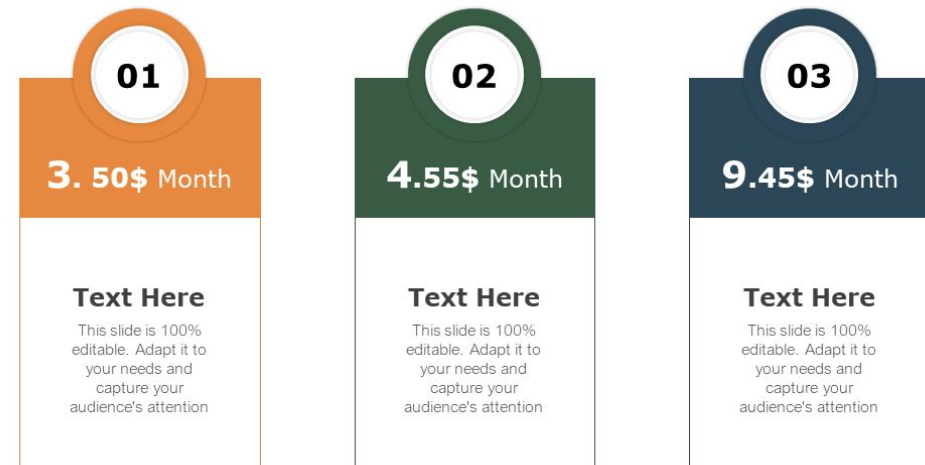 01
3. 50$ Month
Text Here
This slide is 100%
editable. Adapt it to
your needs and
capture your
audience's attention
02
4.55$ Month
Text Here
This slide is 100%
editable. Adapt it to
your needs and
capture your
audience's attention
03
9.45$ Month
Text Here
This slide is 100%
editable. Adapt it to
your needs and
capture your
audience's attention